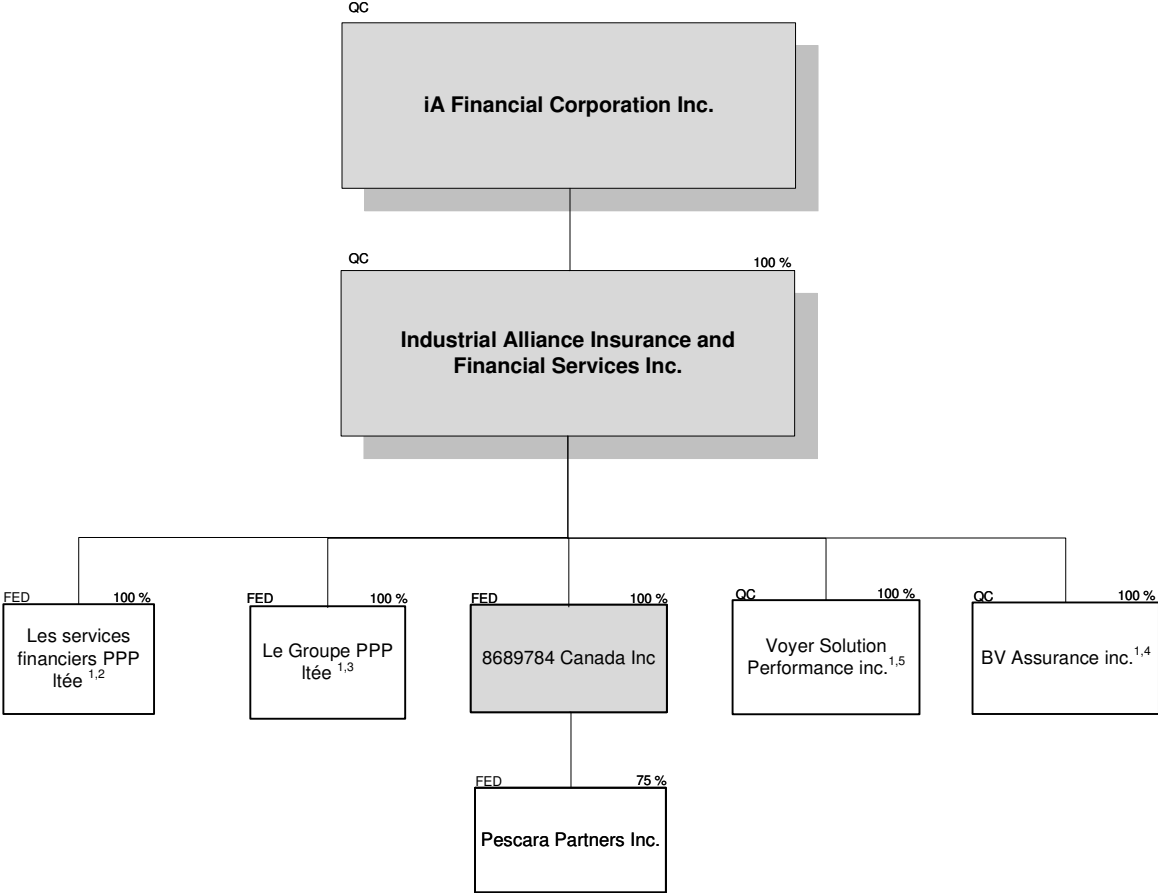 QC
iA Financial Corporation Inc.
QC
100 %
Industrial Alliance Insurance and
Financial Services Inc.
FED
100 %
Les services
financiers PPP
ltée 1,2
FED
100 %
Le Groupe PPP
ltée 1,3
FED
100 %
8689784 Canada Inc
QC
100 %
Voyer Solution
Performance inc.1,5
QC
100 %
BV Assurance inc.1,4
FED
75 %
Pescara Partners Inc.